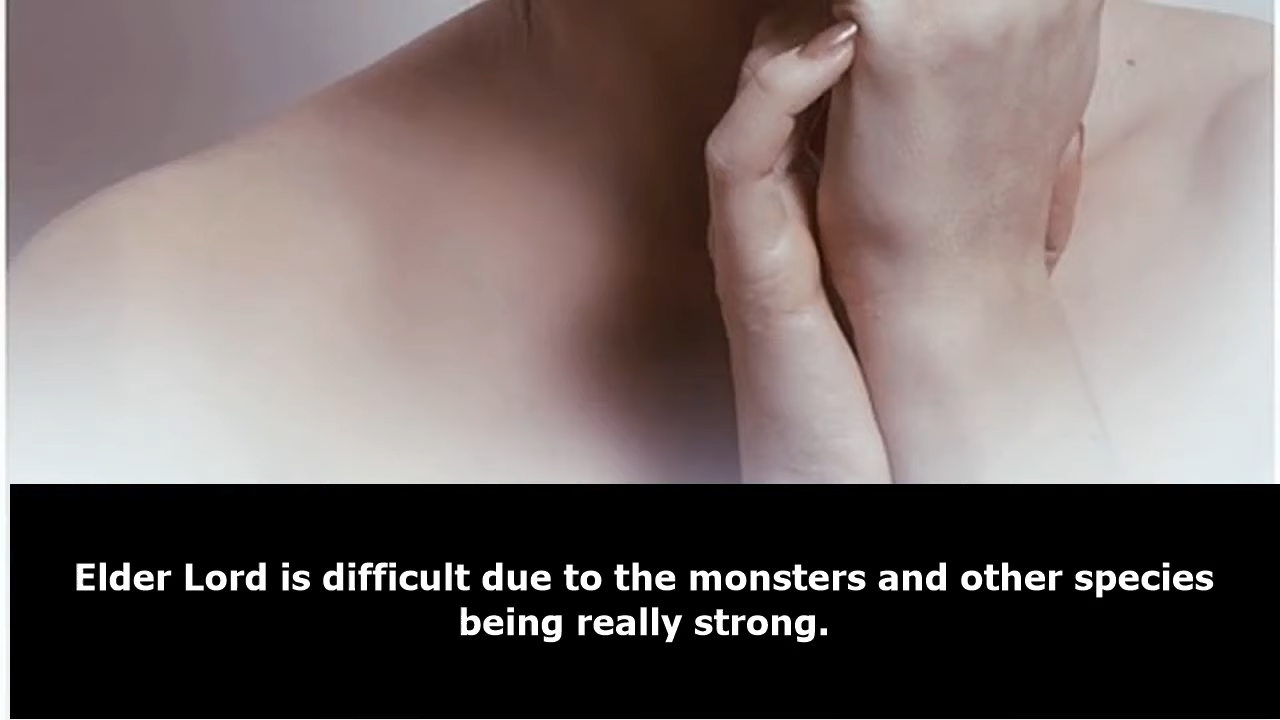 Elder Lord is difficult due to the monsters and other species
being really strong.